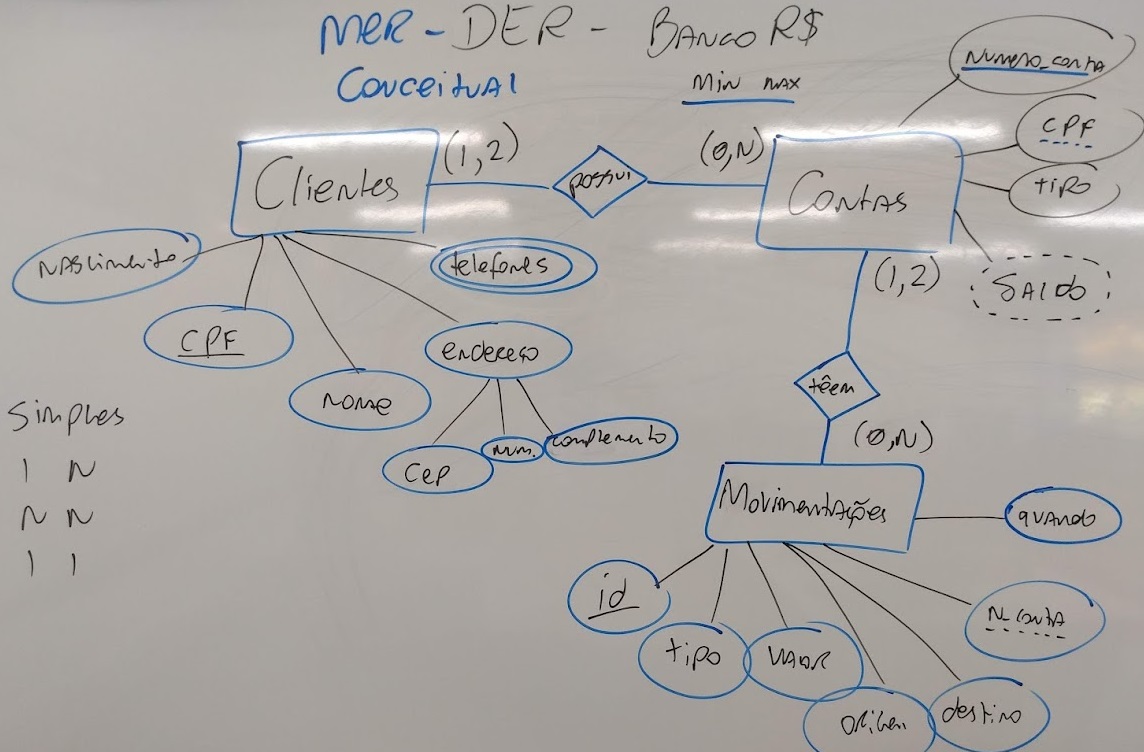 MER - DER - BANCO R$
Conceitual
Min max
Clientes
(1,2)
possui
(0,N)
Contas
Numero_conta
CPF
tipo
SAldo
NAscimento
CPF
nome
telefones
endereço
Cep
num.
complemento
(1,2)
têem
(0,N)
Movimentações
quando
id
tipo
VALOR
origem
destino
N_conta
Simples
1 N
N N
1 1